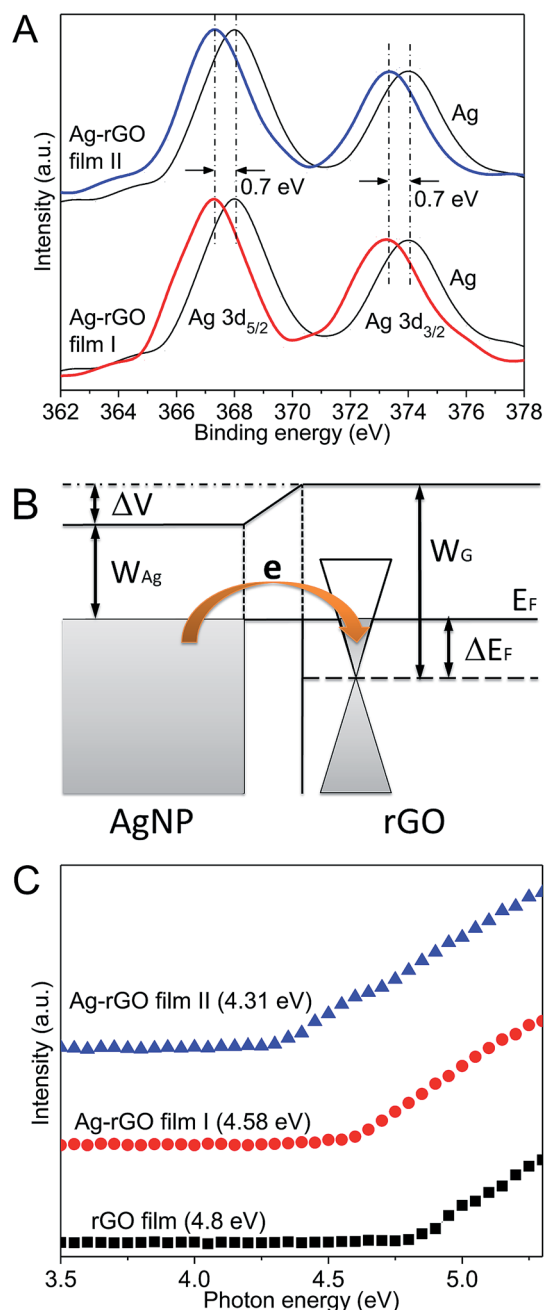 A
Intensity (a.u.)
Ag-rGO
film II
Ag
0.7 eV
0.7 eV
Ag-rGO
film I
Ag
Ag 3d5/2
Ag 3d3/2
362 364 366 368 370 372 374 376 378
Binding energy (eV)
B
ΔV
WAg
e
WG
EF
ΔEF
AgNP
rGO
C
Intensity (a.u.)
Ag-rGO film II (4.31 eV)
Ag-rGO film I (4.58 eV)
rGO film (4.8 eV)
3.5 4.0 4.5 5.0
Photon energy (eV)